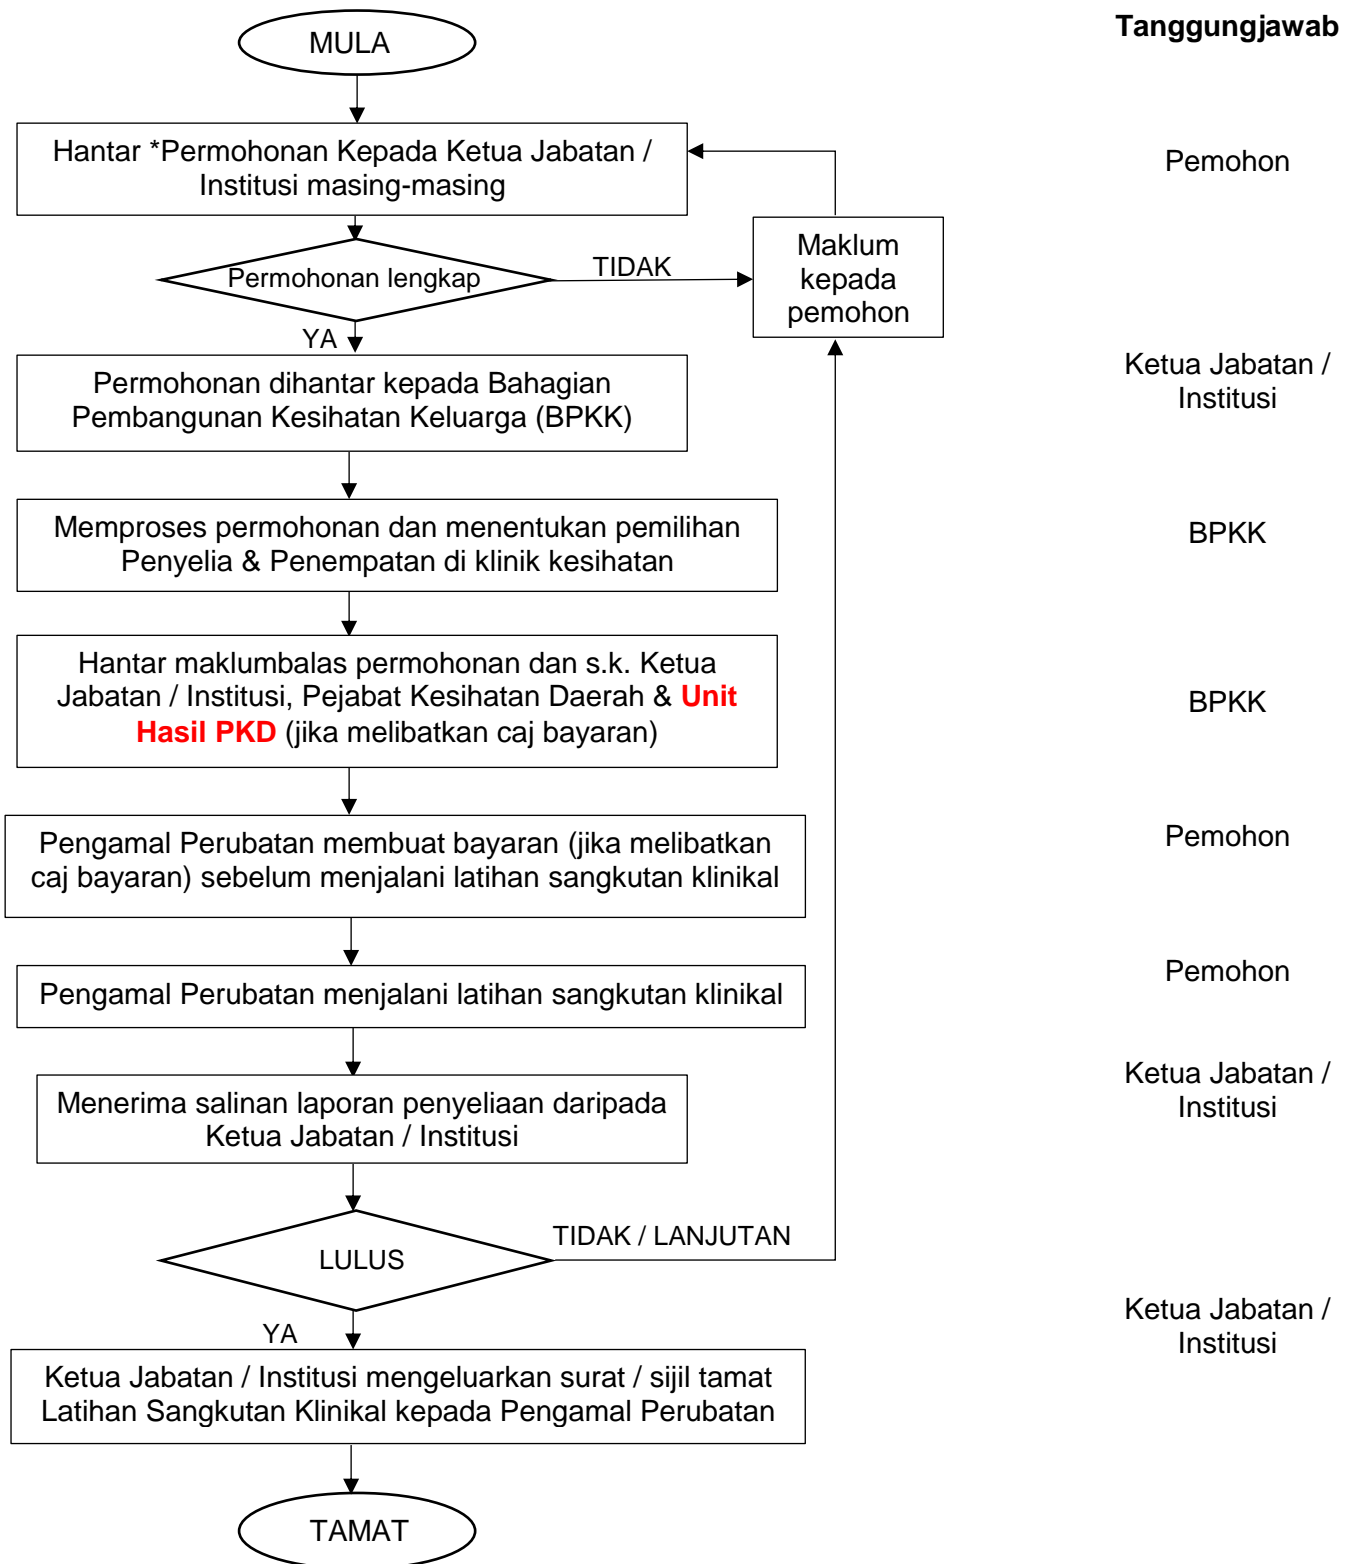 MULA
Tanggungjawab
Hantar *Permohonan Kepada Ketua Jabatan /
Institusi masing-masing
Pemohon
Permohonan lengkap
TIDAK
Maklum
kepada
pemohon
YA
Permohonan dihantar kepada Bahagian
Pembangunan Kesihatan Keluarga (BPKK)
Ketua Jabatan /
Institusi
Memproses permohonan dan menentukan pemilihan
Penyelia & Penempatan di klinik kesihatan
BPKK
Hantar maklumbalas permohonan dan s.k. Ketua
Jabatan / Institusi, Pejabat Kesihatan Daerah & Unit
Hasil PKD (jika melibatkan caj bayaran)
BPKK
Pengamal Perubatan membuat bayaran (jika melibatkan
caj bayaran) sebelum menjalani latihan sangkutan klinikal
Pemohon
Pengamal Perubatan menjalani latihan sangkutan klinikal
Pemohon
Menerima salinan laporan penyeliaan daripada
Ketua Jabatan / Institusi
Ketua Jabatan /
Institusi
LULUS
TIDAK / LANJUTAN
YA
Ketua Jabatan / Institusi mengeluarkan surat / sijil tamat
Latihan Sangkutan Klinikal kepada Pengamal Perubatan
Ketua Jabatan /
Institusi
TAMAT